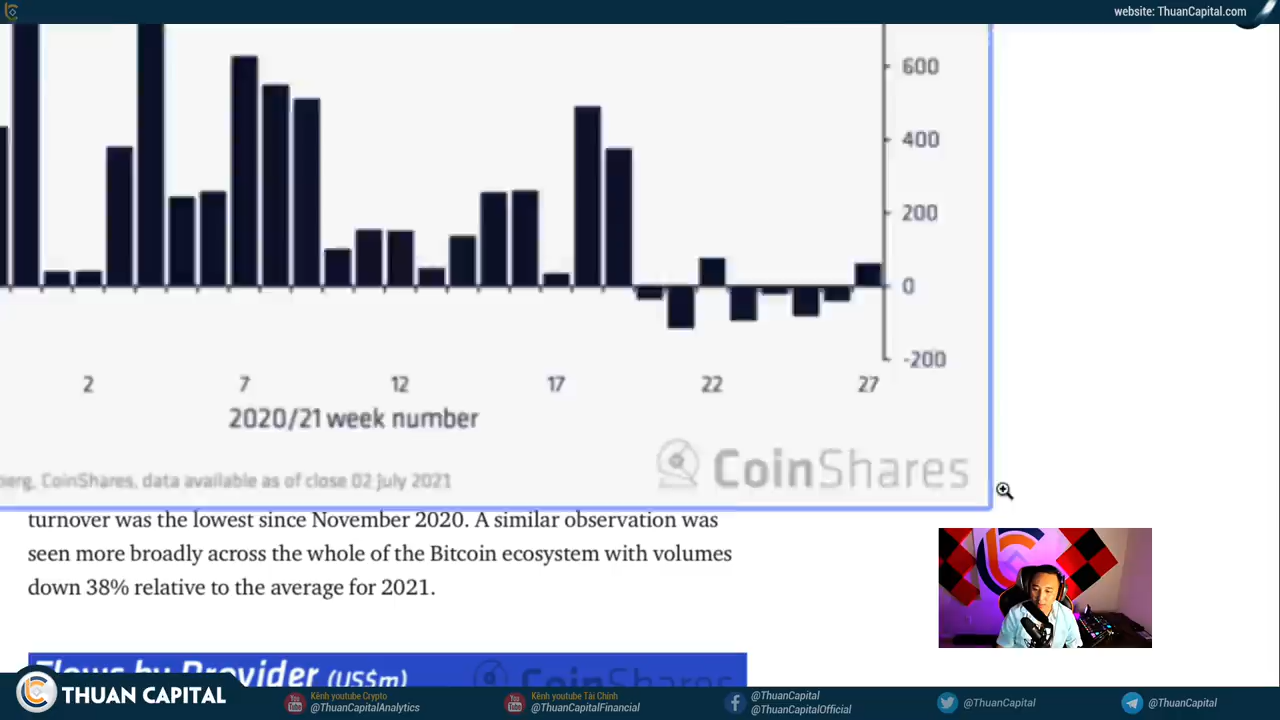 website: ThuanCapital.com
600
400
200
0
-200
2 7 12 17 22 27
2020/21 week number
CoinShares
CoinShares, data available as of close 02 july 2021
turnover was the lowest since November 2020. A similar observation was
seen more broadly across the whole of the Bitcoin ecosystem with volumes
down 38% relative to the average for 2021.
Flows by Provider (US$m)
CoinShares
THUAN CAPITAL
Kênh youtube Crypto
@ThuanCapitalAnalytics
Kênh youtube Tài Chính
@ThuanCapitalFinancial
@ThuanCapital
@ThuanCapitalOfficial
@ThuanCapital
@ThuanCapital